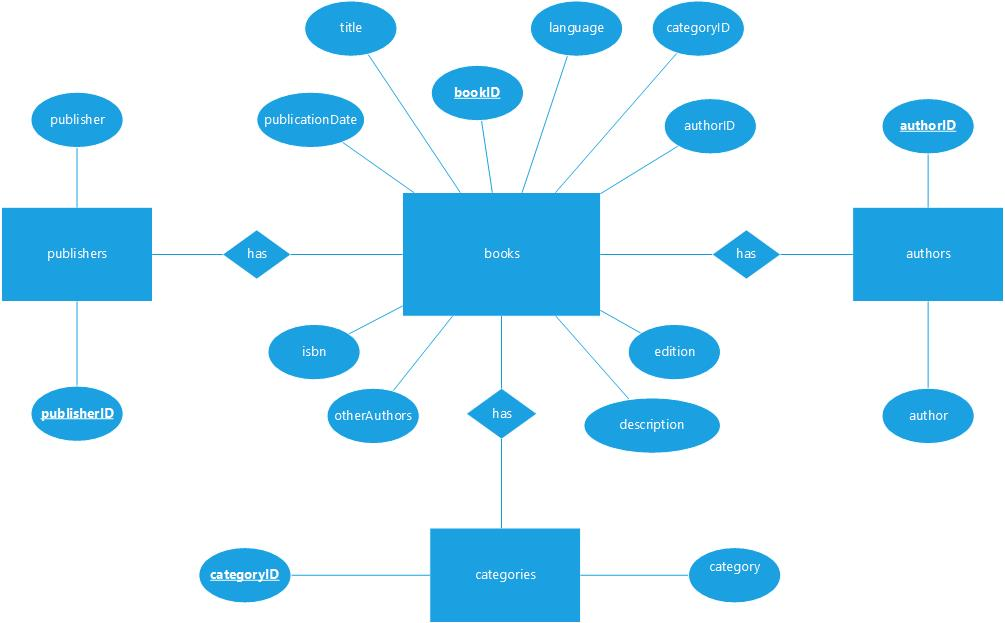 title
language
categoryID
bookID
publisher
publicationDate
authorID
authorID
publishers
has
books
has
authors
isbn
edition
publisherID
otherAuthors
has
description
author
categoryID
categories
category